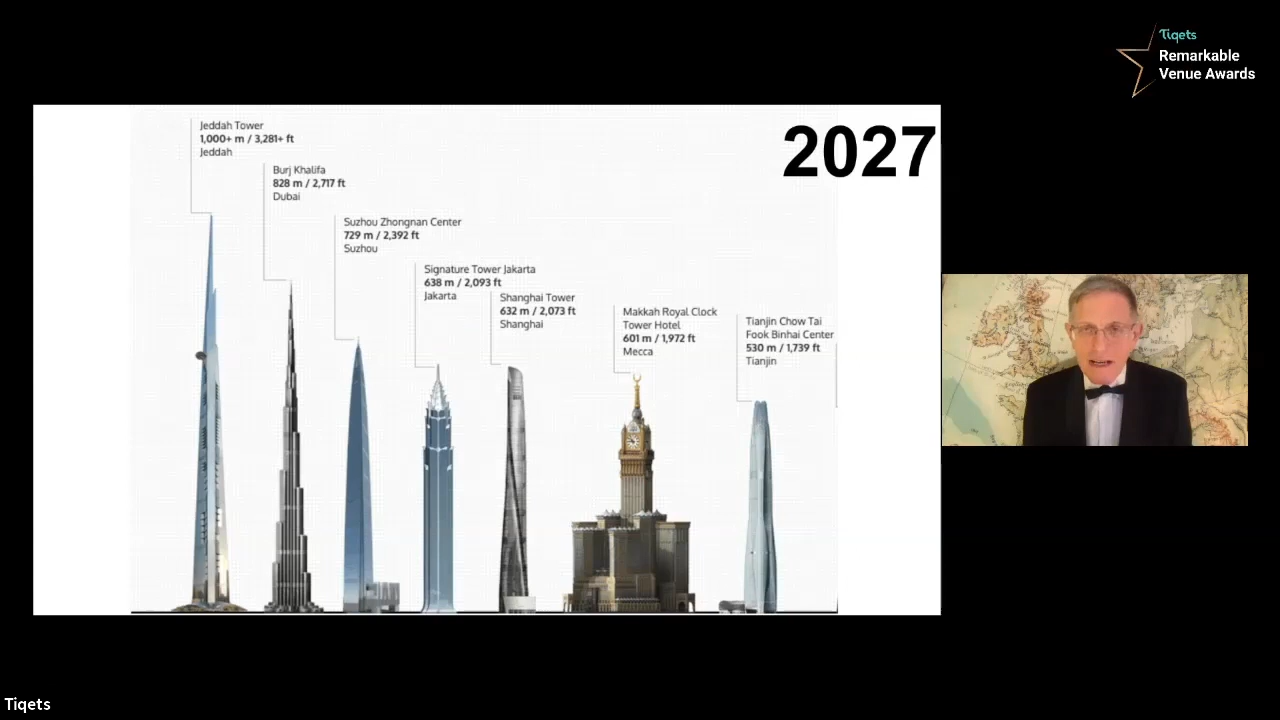 Tiqets
Remarkable
Venue Awards
2027
Jeddah Tower
1,000+ m / 3,281+ ft
Jeddah
Burj Khalifa
828 m / 2,717 ft
Dubai
Suzhou Zhongnan Center
729 m / 2,392 ft
Suzhou
Signature Tower Jakarta
638 m / 2,093 ft
Jakarta
Shanghai Tower
632 m / 2,073 ft
Shanghai
Makkah Royal Clock
Tower Hotel
601 m / 1,972 ft
Mecca
Tianjin Chow Tai
Fook Binhai Center
530 m / 1,739 ft
Tianjin
Tiqets